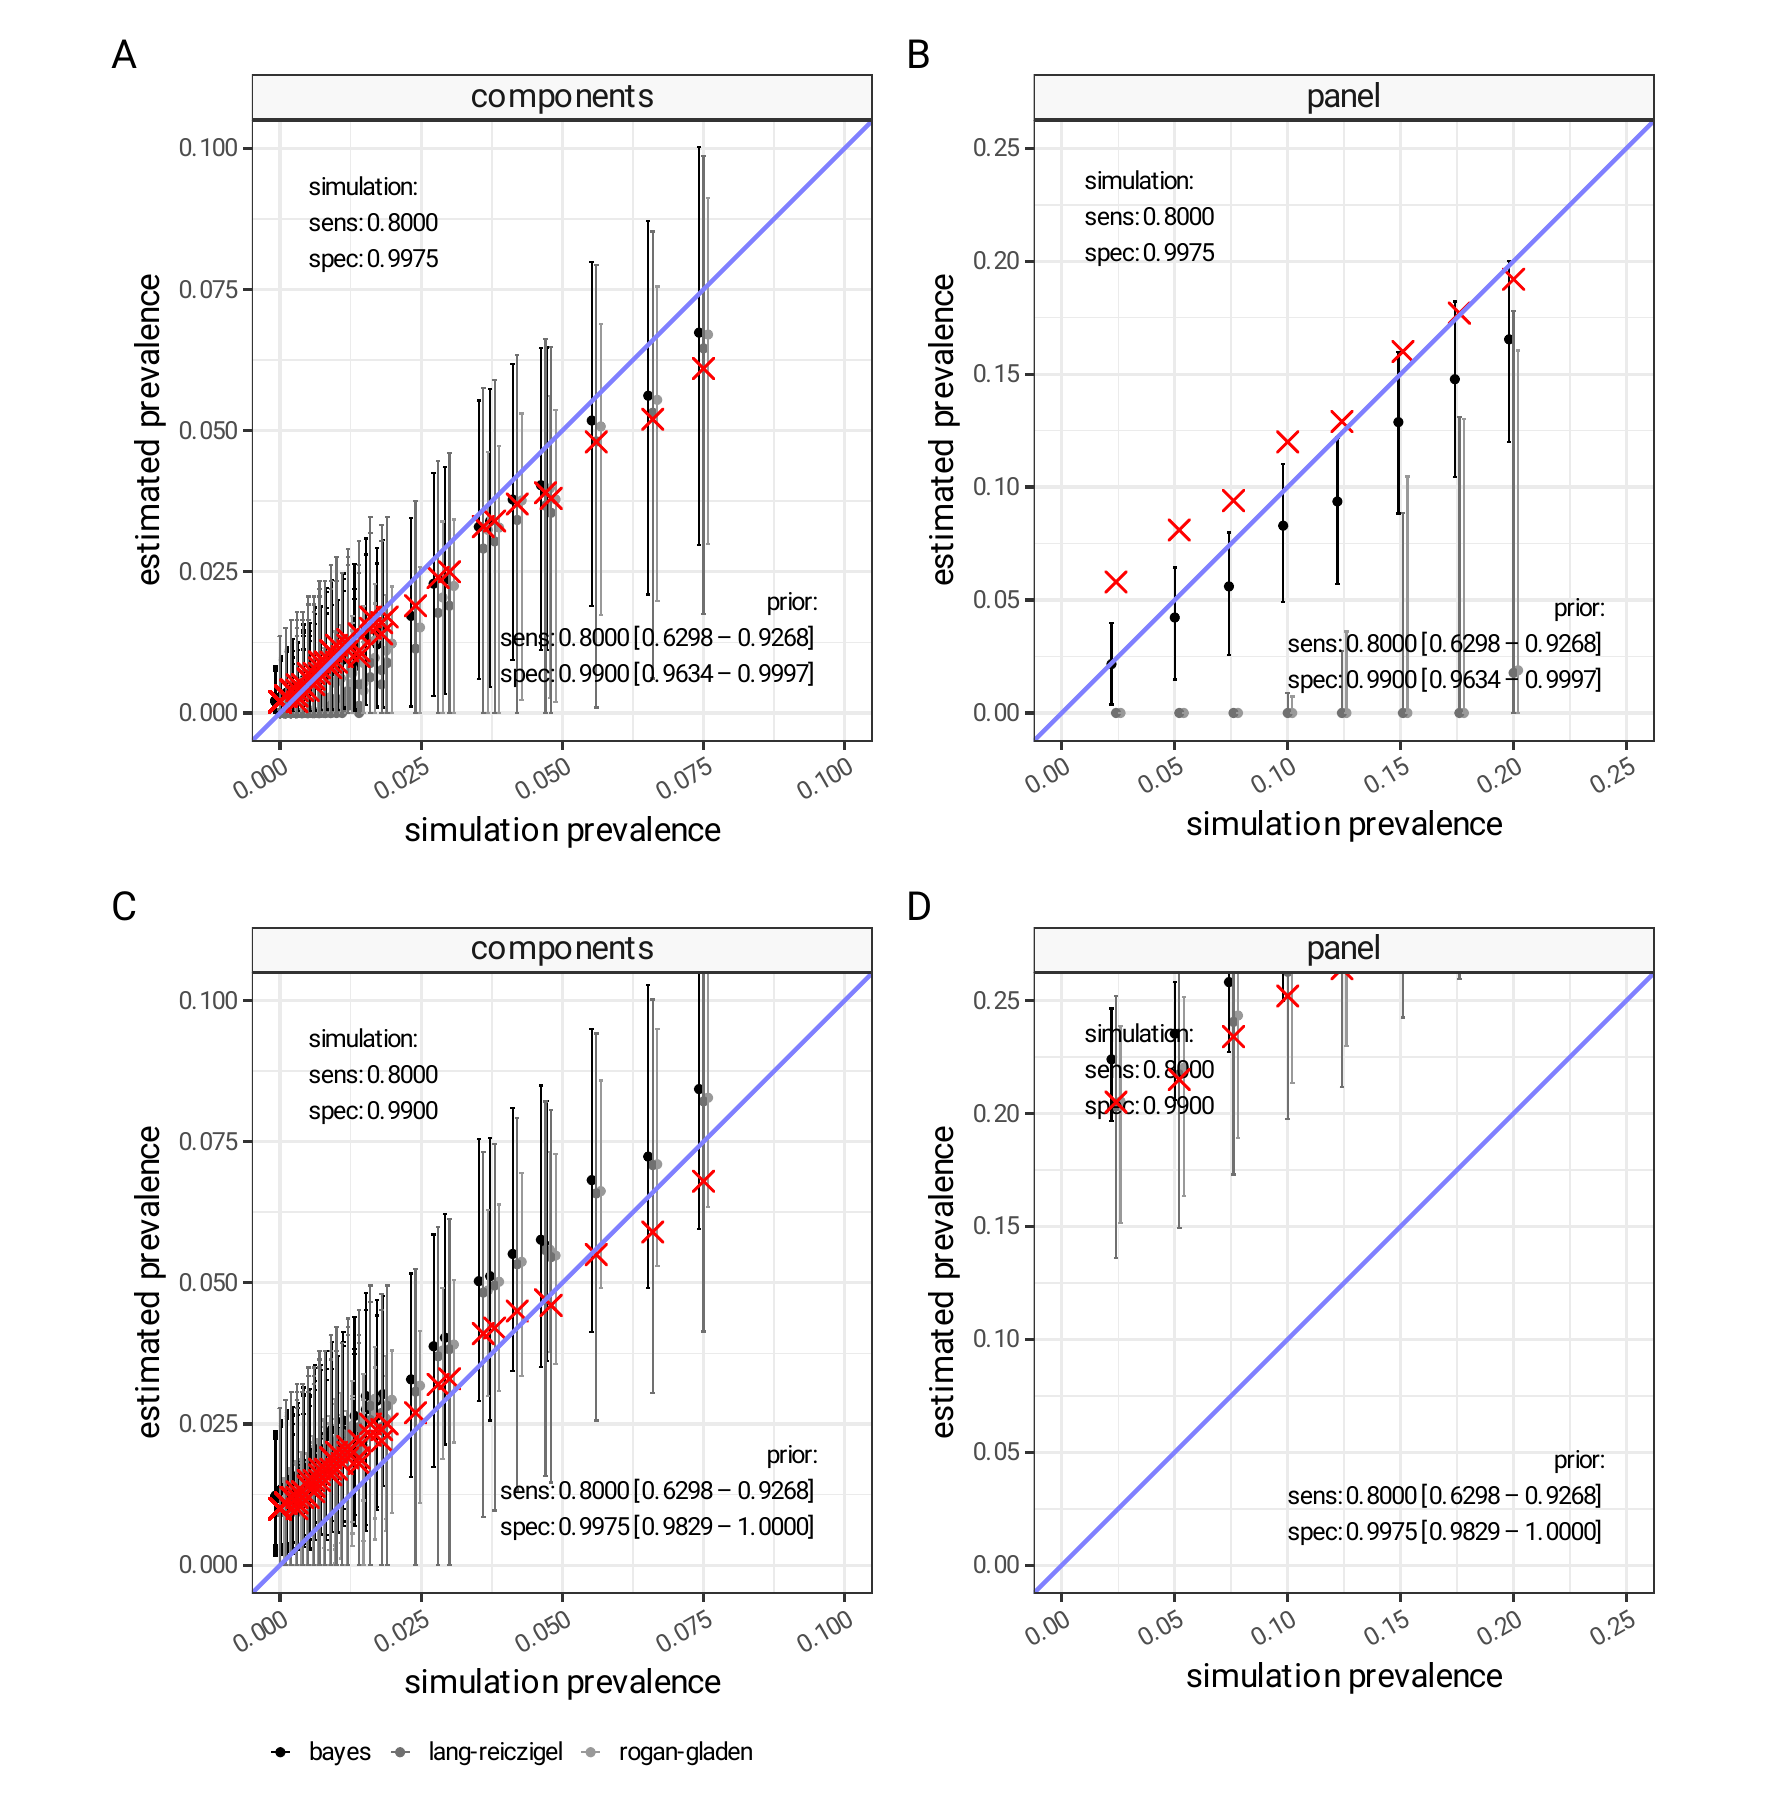 A
components
estimated prevalence
0.100
0.075
0.050
0.025
0.000
simulation:
sens: 0.8000
spec: 0.9975
prior:
sens: 0.8000 [0.6298 – 0.9268]
spec: 0.9900 [0.9634 – 0.9997]
0.000 0.025 0.050 0.075 0.100
simulation prevalence
B
panel
estimated prevalence
0.25
0.20
0.15
0.10
0.05
0.00
simulation:
sens: 0.8000
spec: 0.9975
prior:
sens: 0.8000 [0.6298 – 0.9268]
spec: 0.9900 [0.9634 – 0.9997]
0.00 0.05 0.10 0.15 0.20 0.25
simulation prevalence
C
components
estimated prevalence
0.100
0.075
0.050
0.025
0.000
simulation:
sens: 0.8000
spec: 0.9900
prior:
sens: 0.8000 [0.6298 – 0.9268]
spec: 0.9975 [0.9829 – 1.0000]
0.000 0.025 0.050 0.075 0.100
simulation prevalence
D
panel
estimated prevalence
0.25
0.20
0.15
0.10
0.05
0.00
simulation:
sens: 0.8000
spec: 0.9900
prior:
sens: 0.8000 [0.6298 – 0.9268]
spec: 0.9975 [0.9829 – 1.0000]
0.00 0.05 0.10 0.15 0.20 0.25
simulation prevalence
bayes lang-reiczigel rogan-gladen